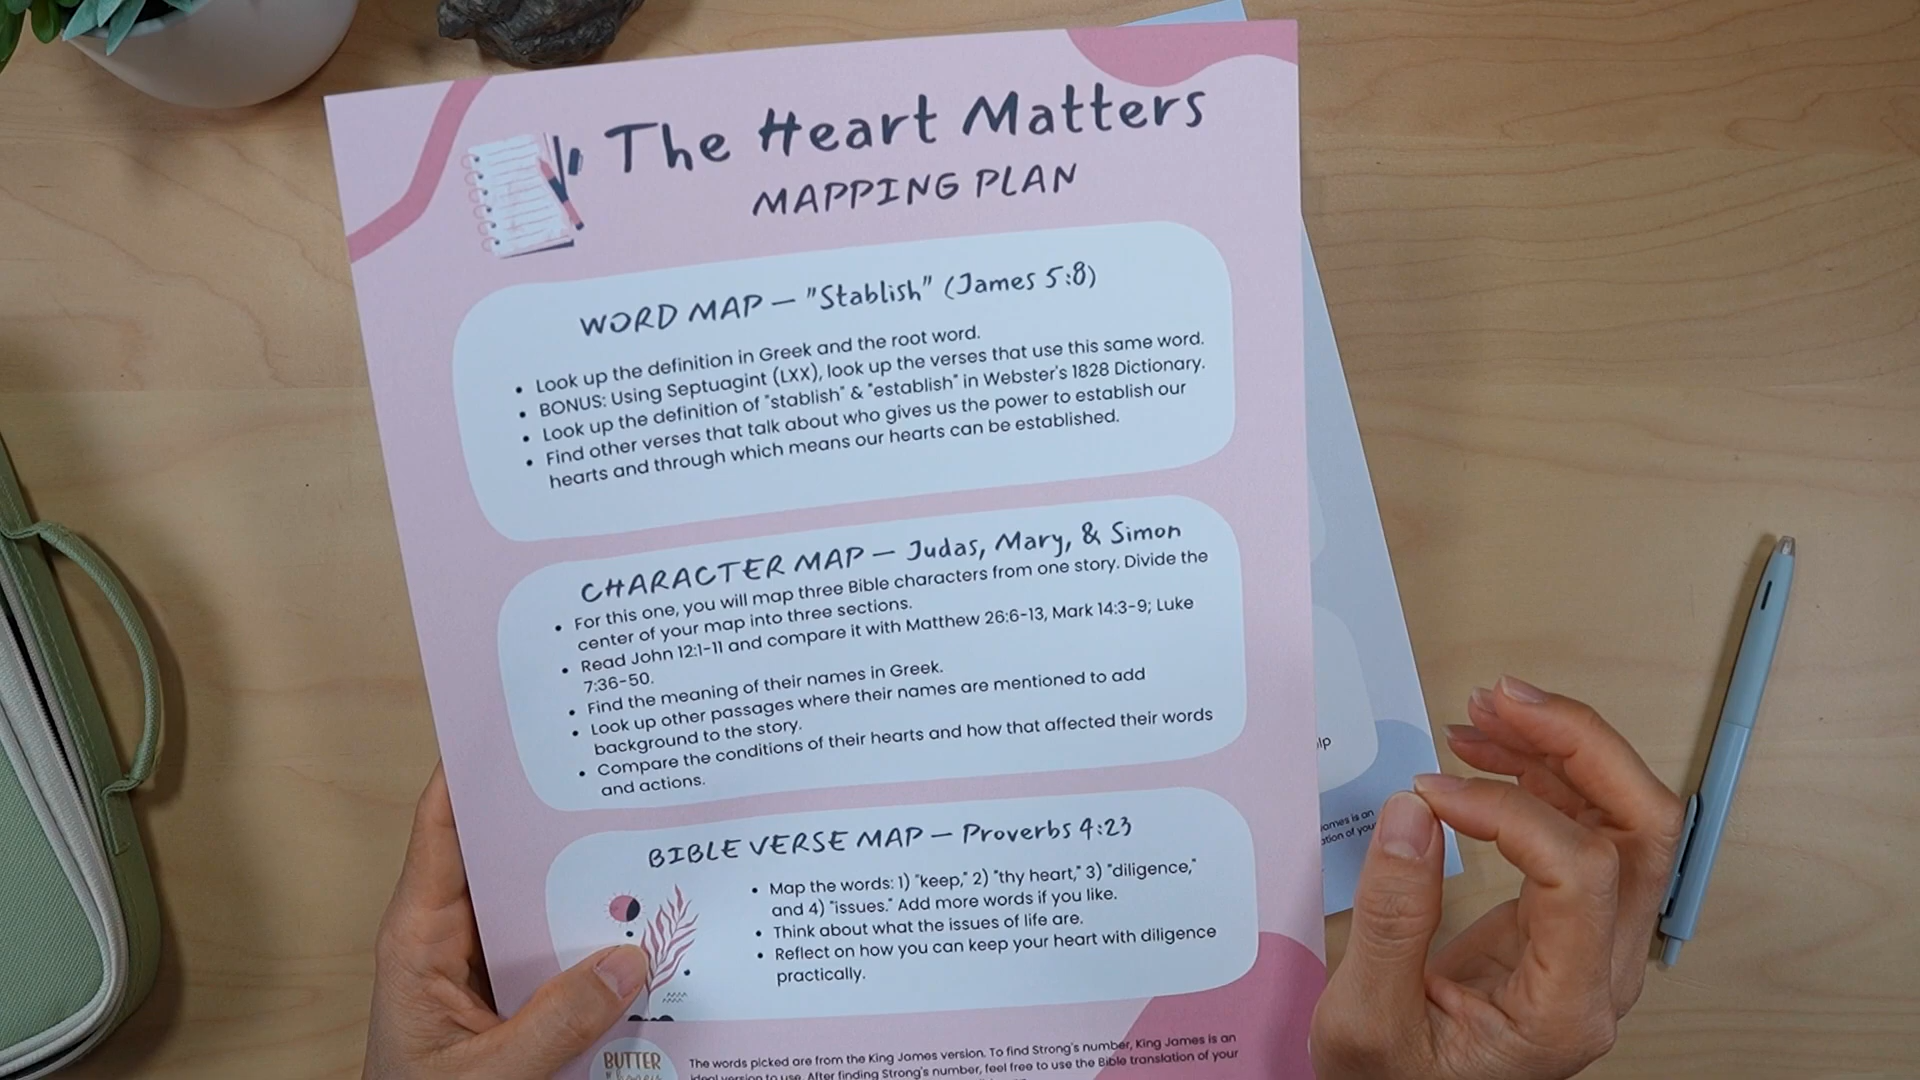 The Heart Matters
MAPPING PLAN
WORD MAP — "Stablish" (James 5:8)
• Look up the definition in Greek and the root word.
• BONUS: Using Septuagint (LXX), look up the verses that use this same word.
• Look up the definition of "stablish" & "establish" in Webster's 1828 Dictionary.
• Find other verses that talk about who gives us the power to establish our
hearts and through which means our hearts can be established.
CHARACTER MAP — Judas, Mary, & Simon
• For this one, you will map three Bible characters from one story. Divide the
center of your map into three sections.
• Read John 12:1-11 and compare it with Matthew 26:6-13, Mark 14:3-9; Luke
7:36-50.
• Find the meaning of their names in Greek.
• Look up other passages where their names are mentioned to add
background to the story.
• Compare the conditions of their hearts and how that affected their words
and actions.
BIBLE VERSE MAP — Proverbs 4:23
• Map the words: 1) "keep," 2) "thy heart," 3) "diligence,"
and 4) "issues." Add more words if you like.
• Think about what the issues of life are.
• Reflect on how you can keep your heart with diligence
practically.
BUTTER
The words picked are from the King James version. To find Strong's number, King James is an
ideal version to use. After finding Strong's number, feel free to use the Bible translation of your
lp
ames is an
ation of your